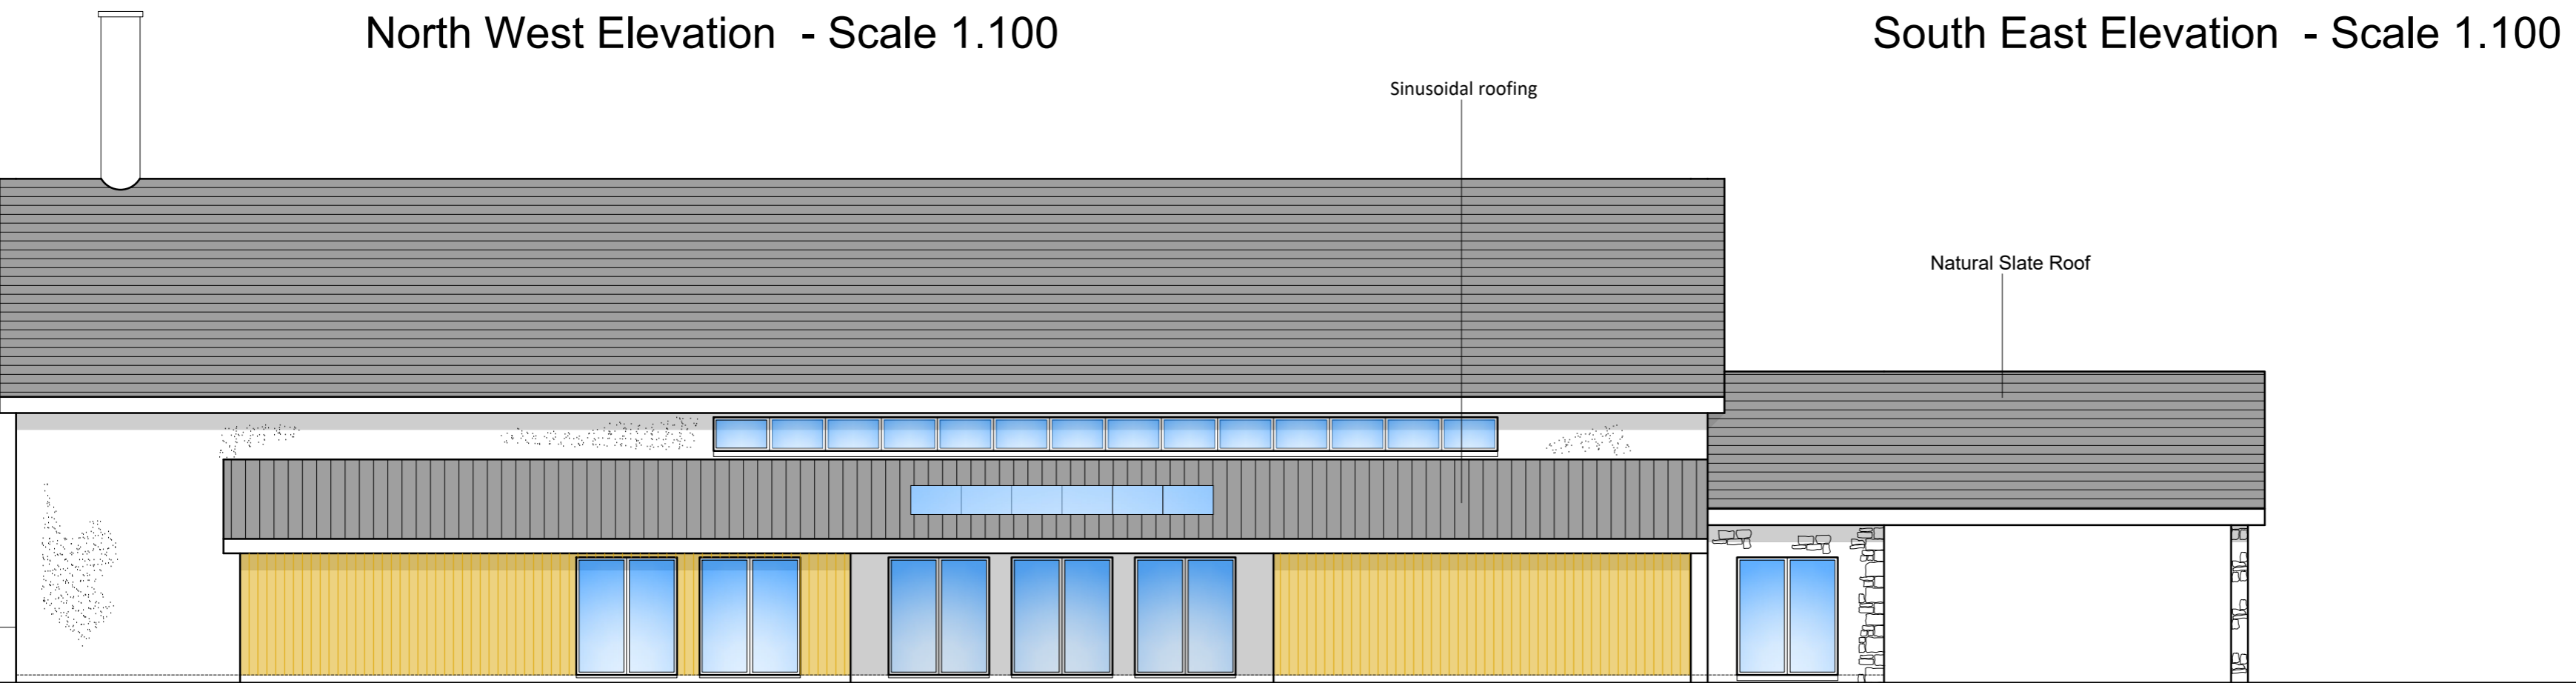 North West Elevation - Scale 1.100
South East Elevation - Scale 1.100
Sinusoidal roofing
Natural Slate Roof